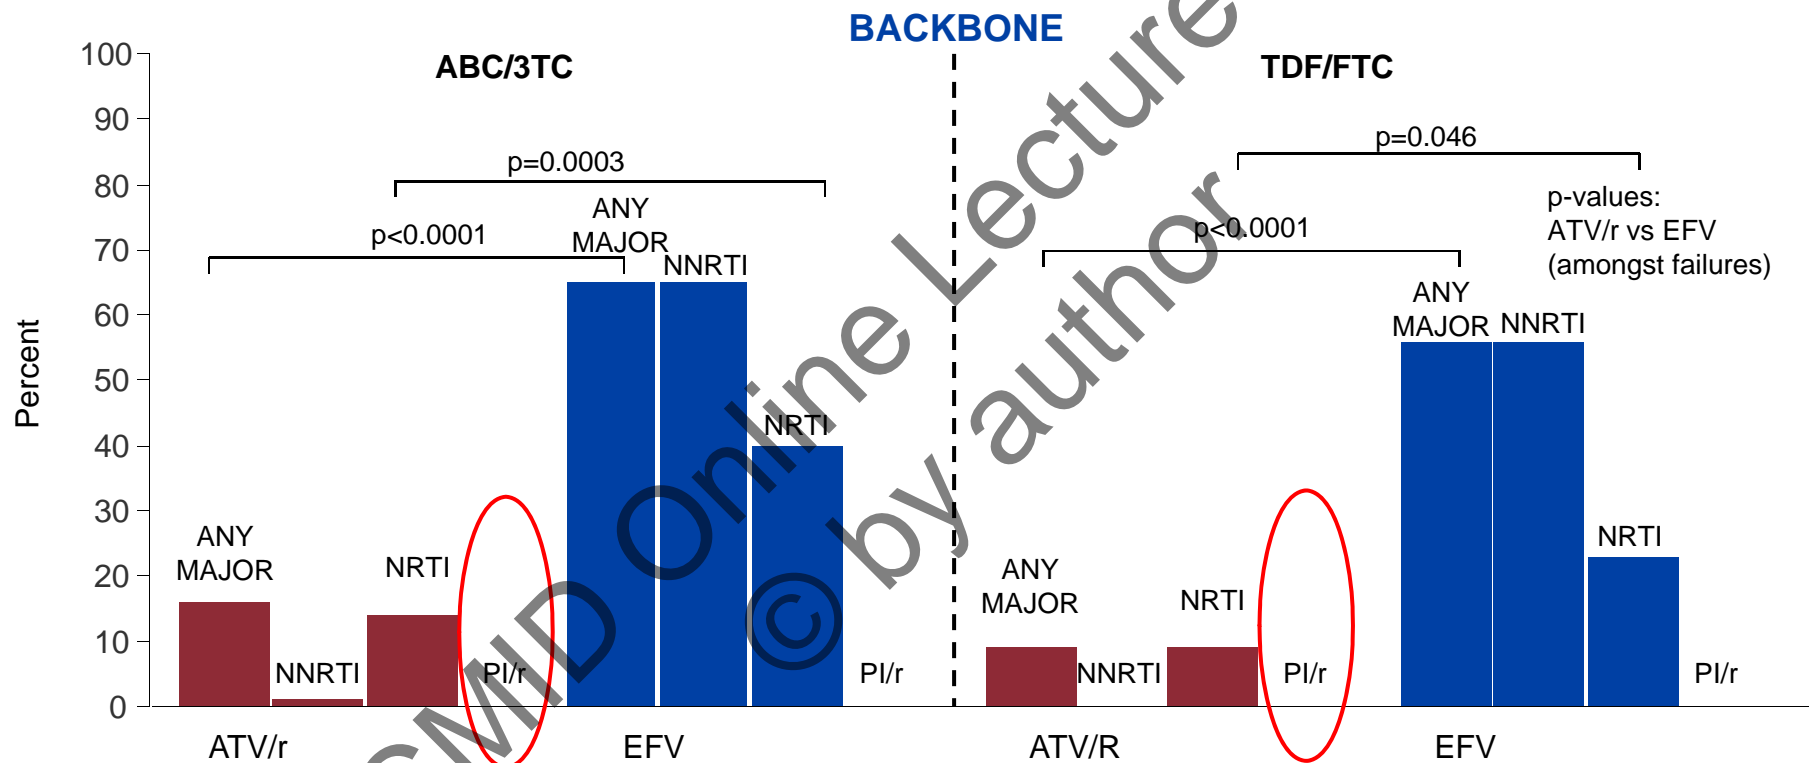 BACKBONE
ABC/3TC
TDF/FTC
Percent
100
90
80
70
60
50
40
30
20
10
0
p=0.0003
p<0.0001
ANY
MAJOR
NNRTI
NRTI
PI/r
ANY
MAJOR
NNRTI
NRTI
PI/r
ATV/r
EFV
p=0.046
p<0.0001
p-values:
ATV/r vs EFV
(amongst failures)
ANY
MAJOR
NNRTI
NRTI
PI/r
ANY
MAJOR
NNRTI
NRTI
PI/r
ATV/R
EFV
Online Lecture
© by author